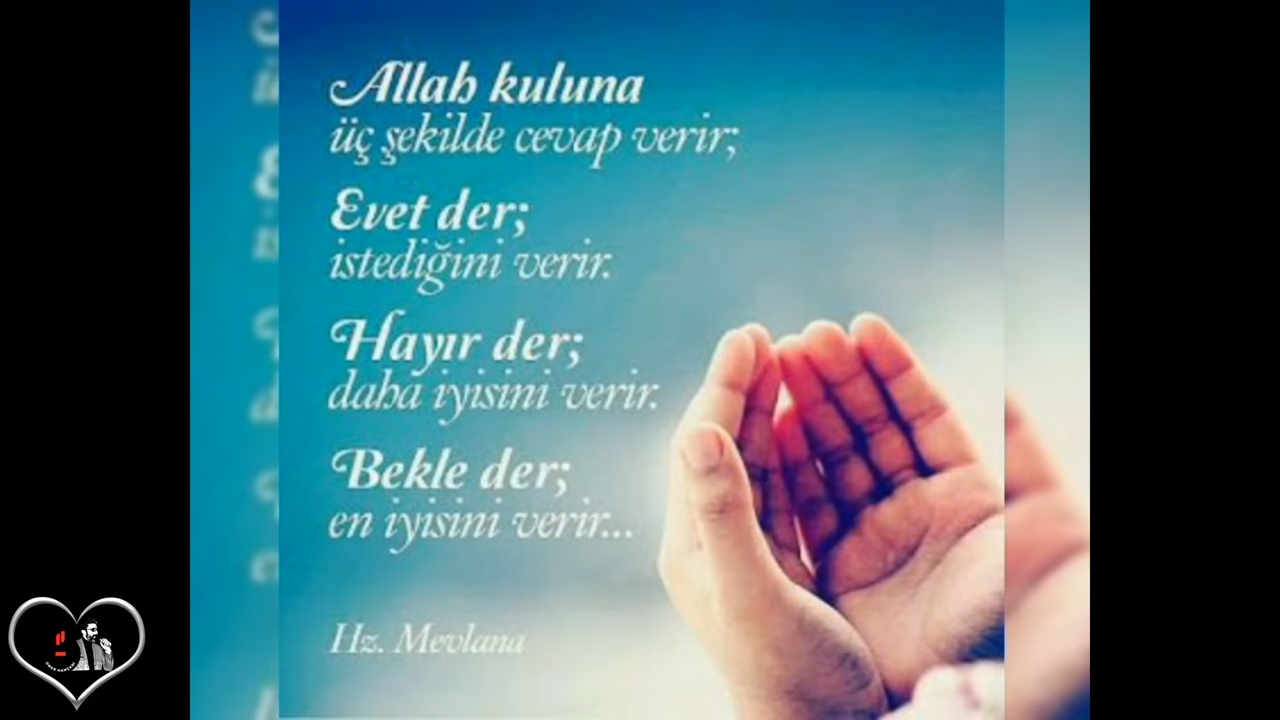 Allah kuluna
üç şekilde cevap verir;
Evet der;
istediğini verir.
Hayır der;
daha iyisini verir.
Bekle der;
en iyisini verir...
Hz. Mevlana